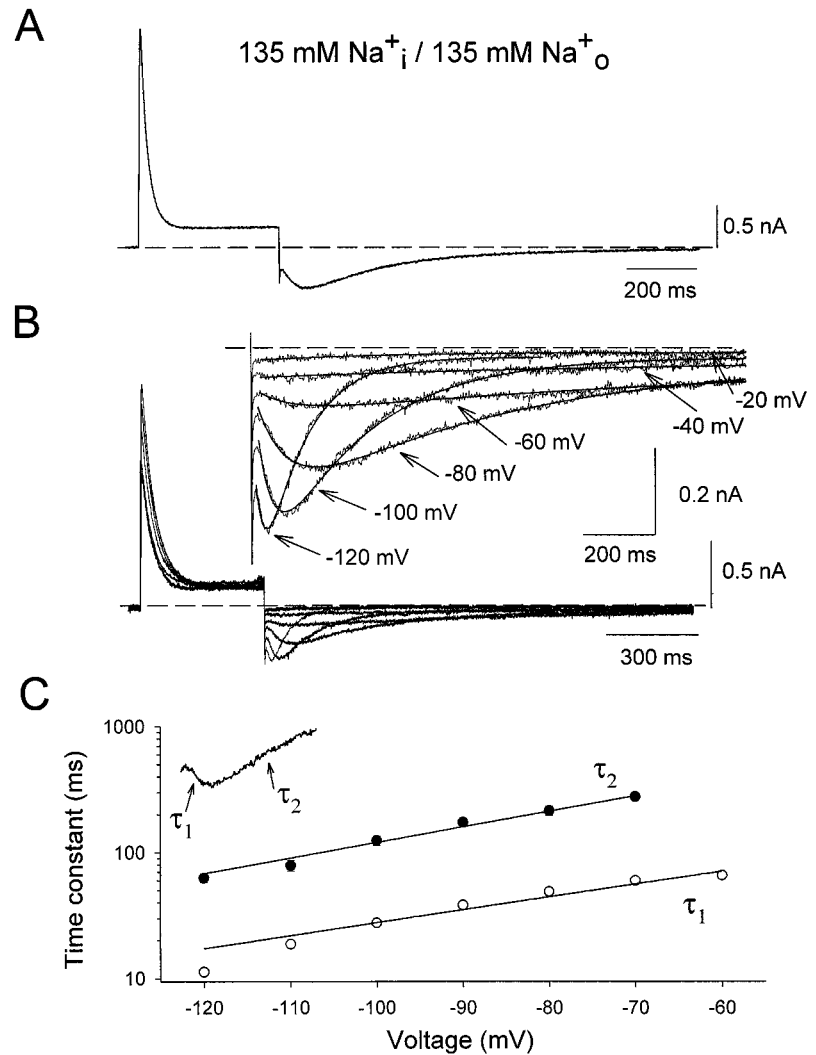 A
135 mM Na+i / 135 mM Na+o
0.5 nA
200 ms
B
-20 mV
-40 mV
-60 mV
-80 mV
-100 mV
-120 mV
0.2 nA
200 ms
0.5 nA
300 ms
C
Time constant (ms)
1000
100
10
τ1
τ2
τ2
τ1
-120 -110 -100 -90 -80 -70 -60
Voltage (mV)